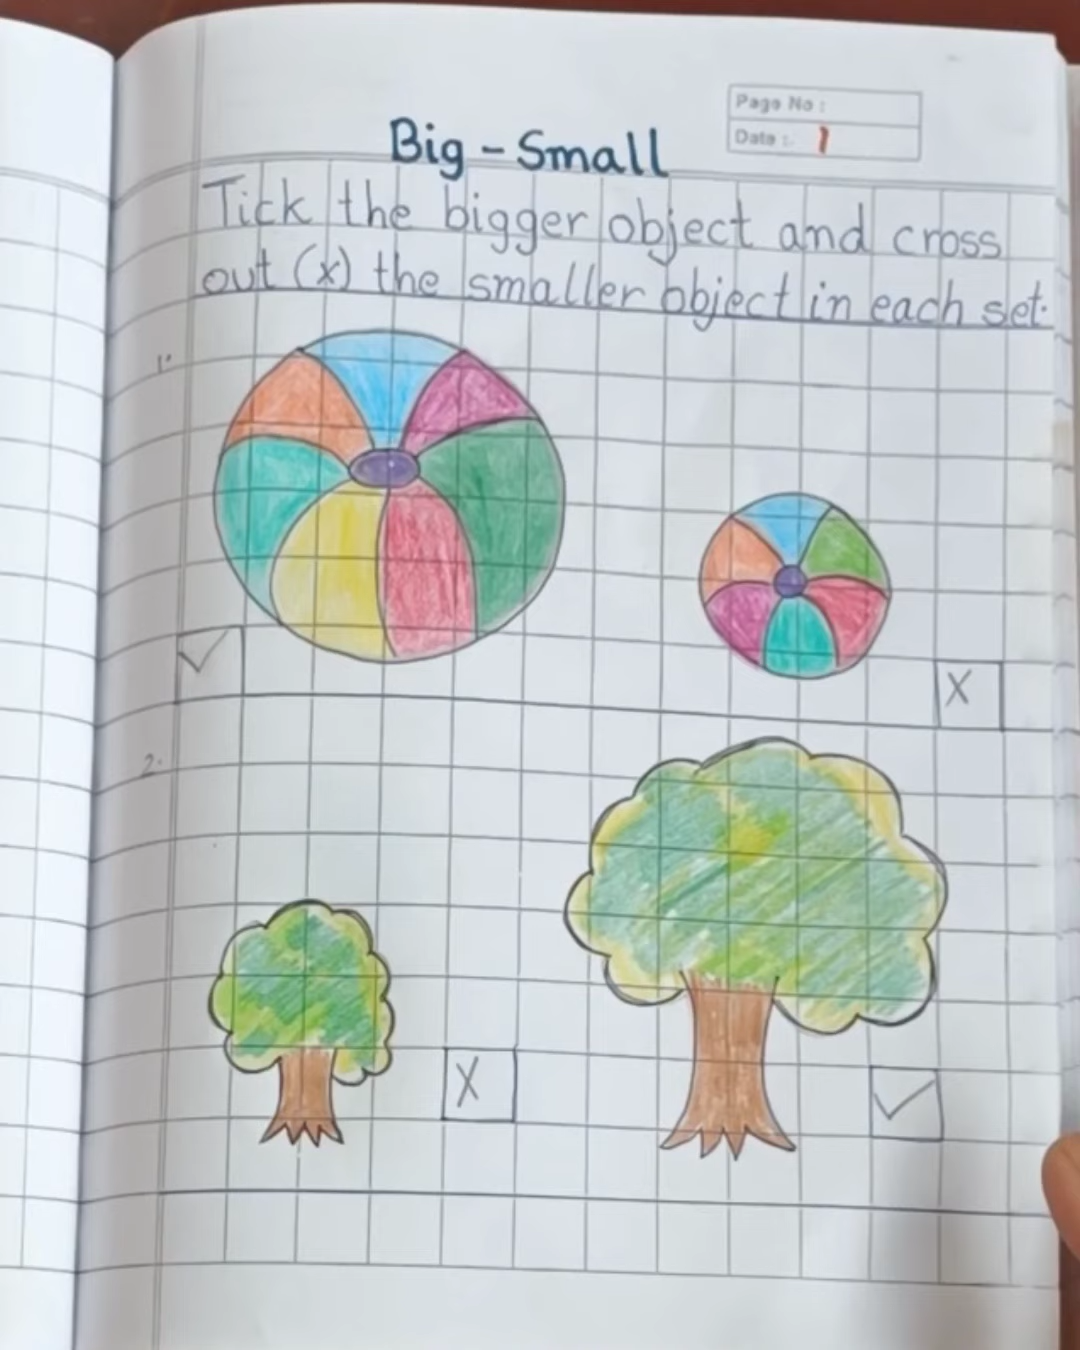 Page No :
Date :. 1
Big - Small
Tick the bigger object and cross
out (x) the smaller object in each set.
1.
✓
X
2.
X
✓